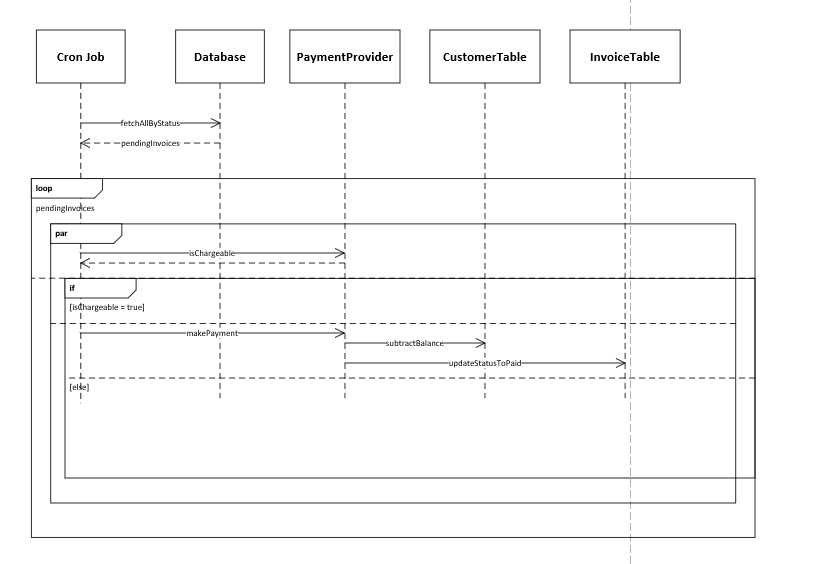 Cron Job
Database
PaymentProvider
CustomerTable
InvoiceTable
fetchAllByStatus
pendingInvoices
loop
pendingInvoices
par
isChargeable
if
[isChargeable = true]
makePayment
subtractBalance
updateStatusToPaid
[else]